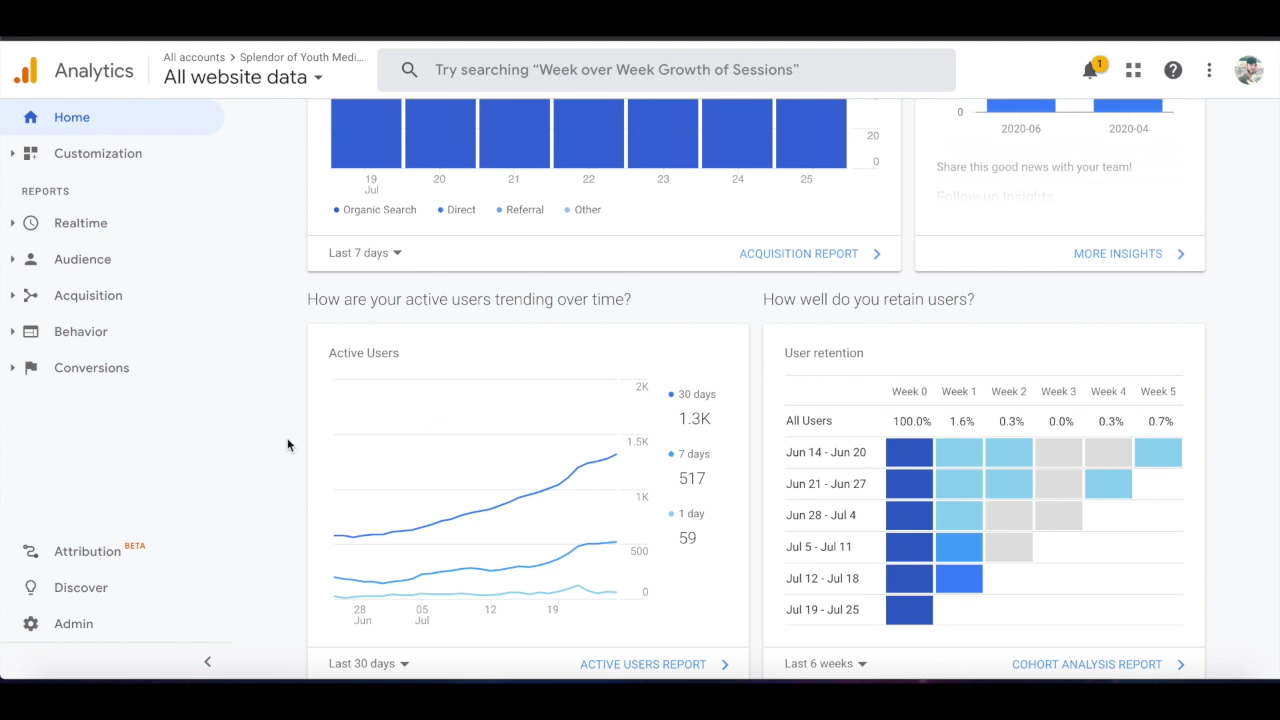 Analytics
All accounts > Splendor of Youth Medi...
All website data
Try searching “Week over Week Growth of Sessions”
1
Home
Customization
REPORTS
Realtime
Audience
Acquisition
Behavior
Conversions
Attribution BETA
Discover
Admin
20
0
19 20 21 22 23 24 25
Jul
Organic Search Direct Referral Other
Last 7 days
ACQUISITION REPORT
0
2020-06 2020-04
Share this good news with your team!
Follow-up Insights
MORE INSIGHTS
How are your active users trending over time?
Active Users
2K
1.5K
1K
500
0
28 05 12 19
Jun Jul
30 days
1.3K
7 days
517
1 day
59
Last 30 days
ACTIVE USERS REPORT
How well do you retain users?
User retention
Week 0 Week 1 Week 2 Week 3 Week 4 Week 5
All Users 100.0% 1.6% 0.3% 0.0% 0.3% 0.7%
Jun 14 - Jun 20
Jun 21 - Jun 27
Jun 28 - Jul 4
Jul 5 - Jul 11
Jul 12 - Jul 18
Jul 19 - Jul 25
Last 6 weeks
COHORT ANALYSIS REPORT